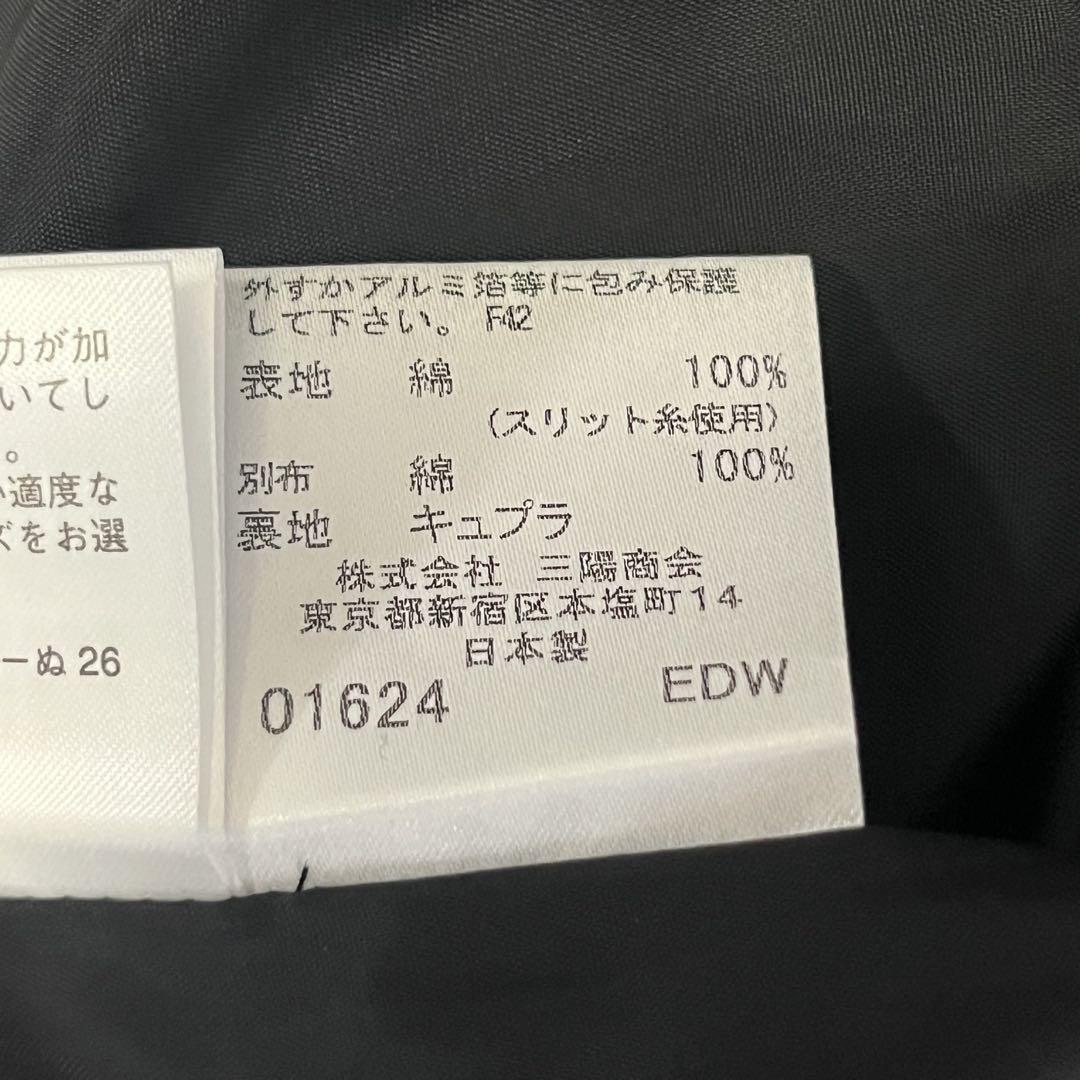 力が加
いてし
。
適度な
ズをお選
ーぬ 26
外すかアルミ箔等に包み保護
して下さい。 F42
表地 綿 100%
(スリット糸使用)
別布 綿 100%
裏地 キュプラ
株式会社 三陽商会
東京都新宿区本塩町14
日本製
01624 EDW